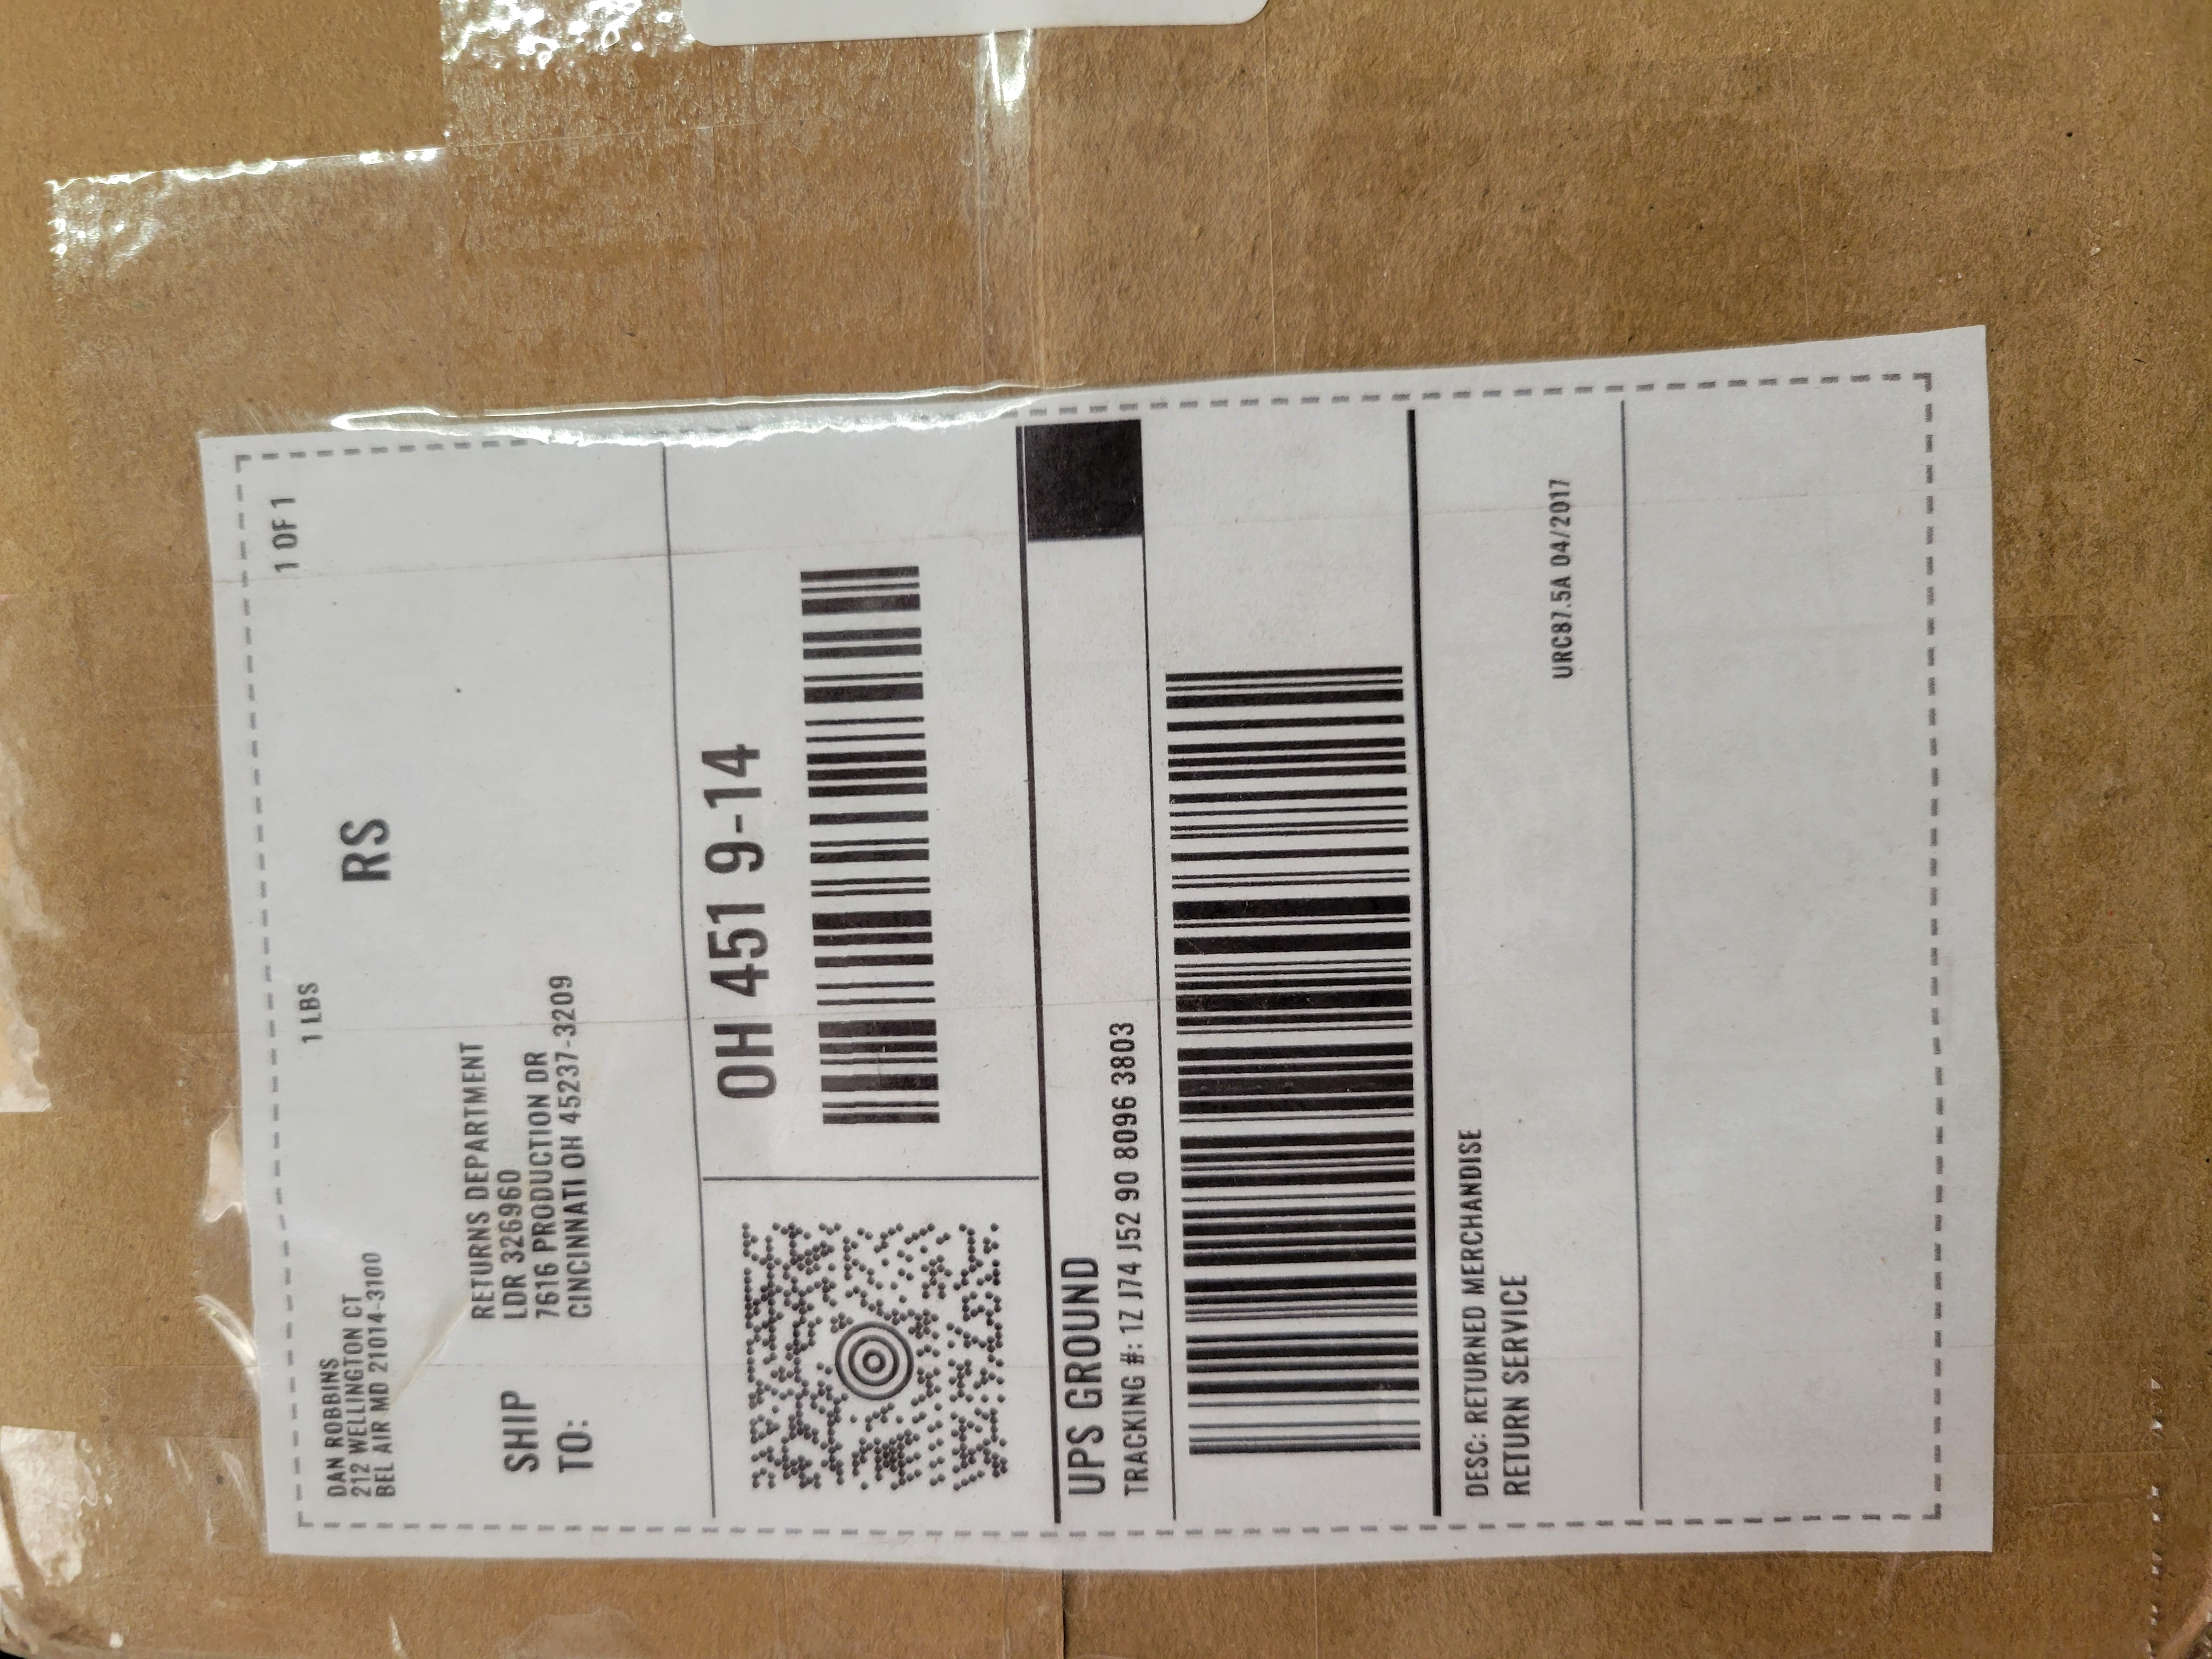 1 OF 1
1 LBS
RS
DAN ROBBINS
212 WELLINGTON CT
BEL AIR MD 21014-3100
SHIP
TO:
RETURNS DEPARTMENT
LDR 326960
7616 PRODUCTION DR
CINCINNATI OH 45237-3209
OH 451 9-14
UPS GROUND
TRACKING #: 1Z J74 J52 90 8096 3803
DESC: RETURNED MERCHANDISE
RETURN SERVICE
URC87.5A 04/2017